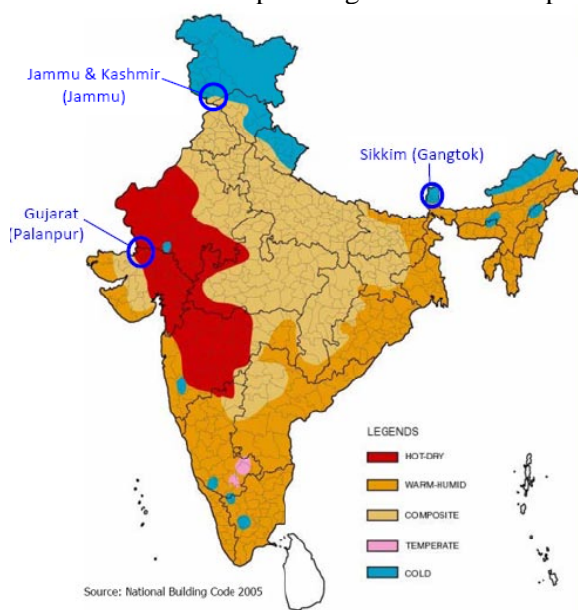 Jammu & Kashmir
(Jammu)
Sikkim (Gangtok)
Gujarat
(Palanpur)
LEGENDS
HOT-DRY
WARM-HUMID
COMPOSITE
TEMPERATE
COLD
Source: National Building Code 2005